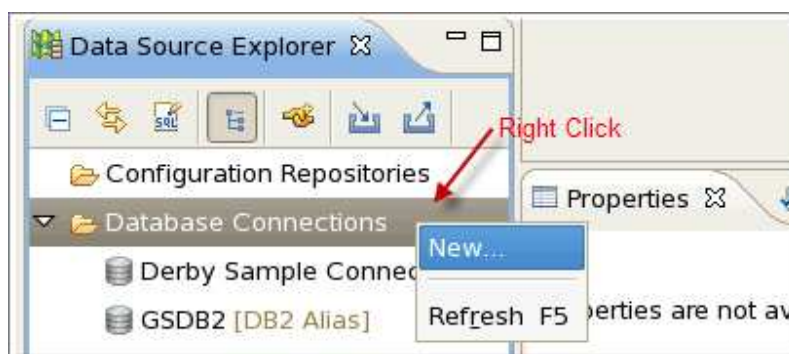 Data Source Explorer
SQL
Right Click
Configuration Repositories
Properties
Database Connections
New...
Derby Sample Connec
perties are not av
GSDB2 [DB2 Alias]
Refresh F5